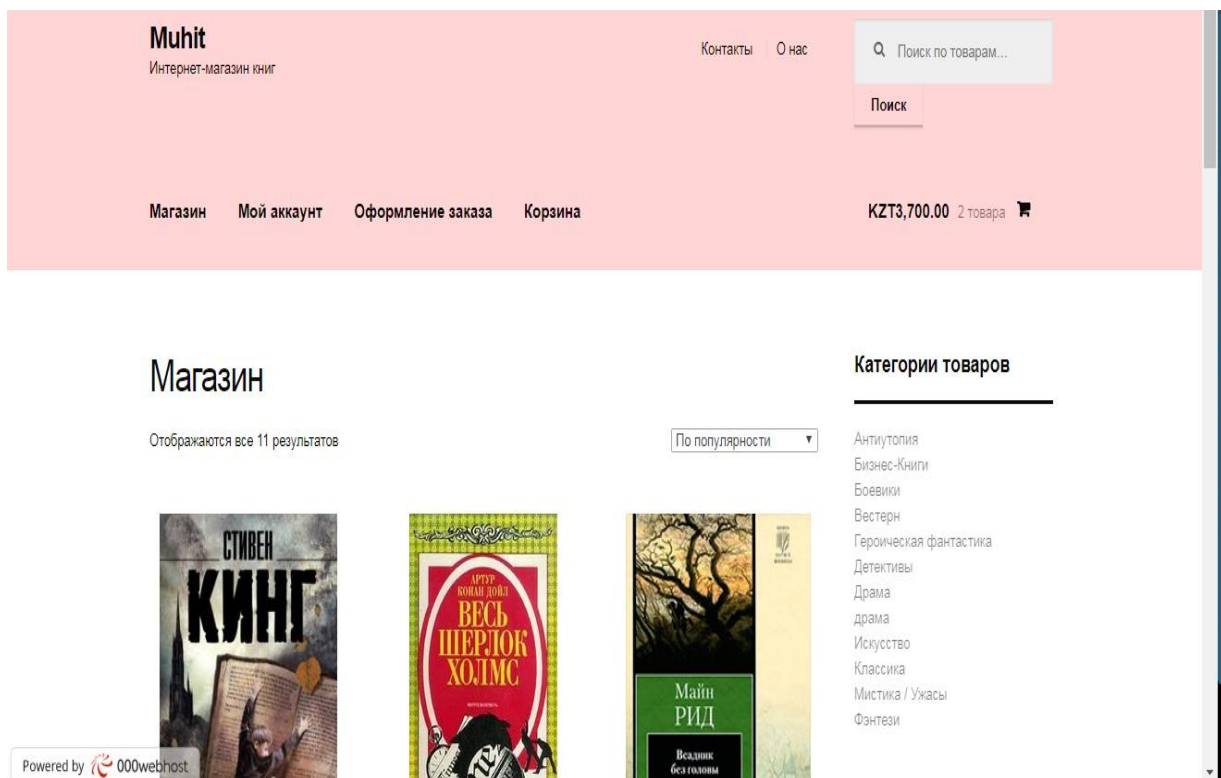 Muhit
Интернет-магазин книг
Контакты
О нас
Поиск по товарам...
Поиск
Магазин
Мой аккаунт
Оформление заказа
Корзина
KZT3,700.00 2 товара
Магазин
Отображаются все 11 результатов
По популярности
СТИВЕН
КИНГ
АРТУР
КОНАН ДОЙЛ
ВЕСЬ
ШЕРЛОК
ХОЛМС
Майн
РИД
Всадник
без головы
Категории товаров
Антиутопия
Бизнес-Книги
Боевики
Вестерн
Героическая фантастика
Детективы
Драма
драма
Искусство
Классика
Мистика / Ужасы
Фэнтези
Powered by 000webhost